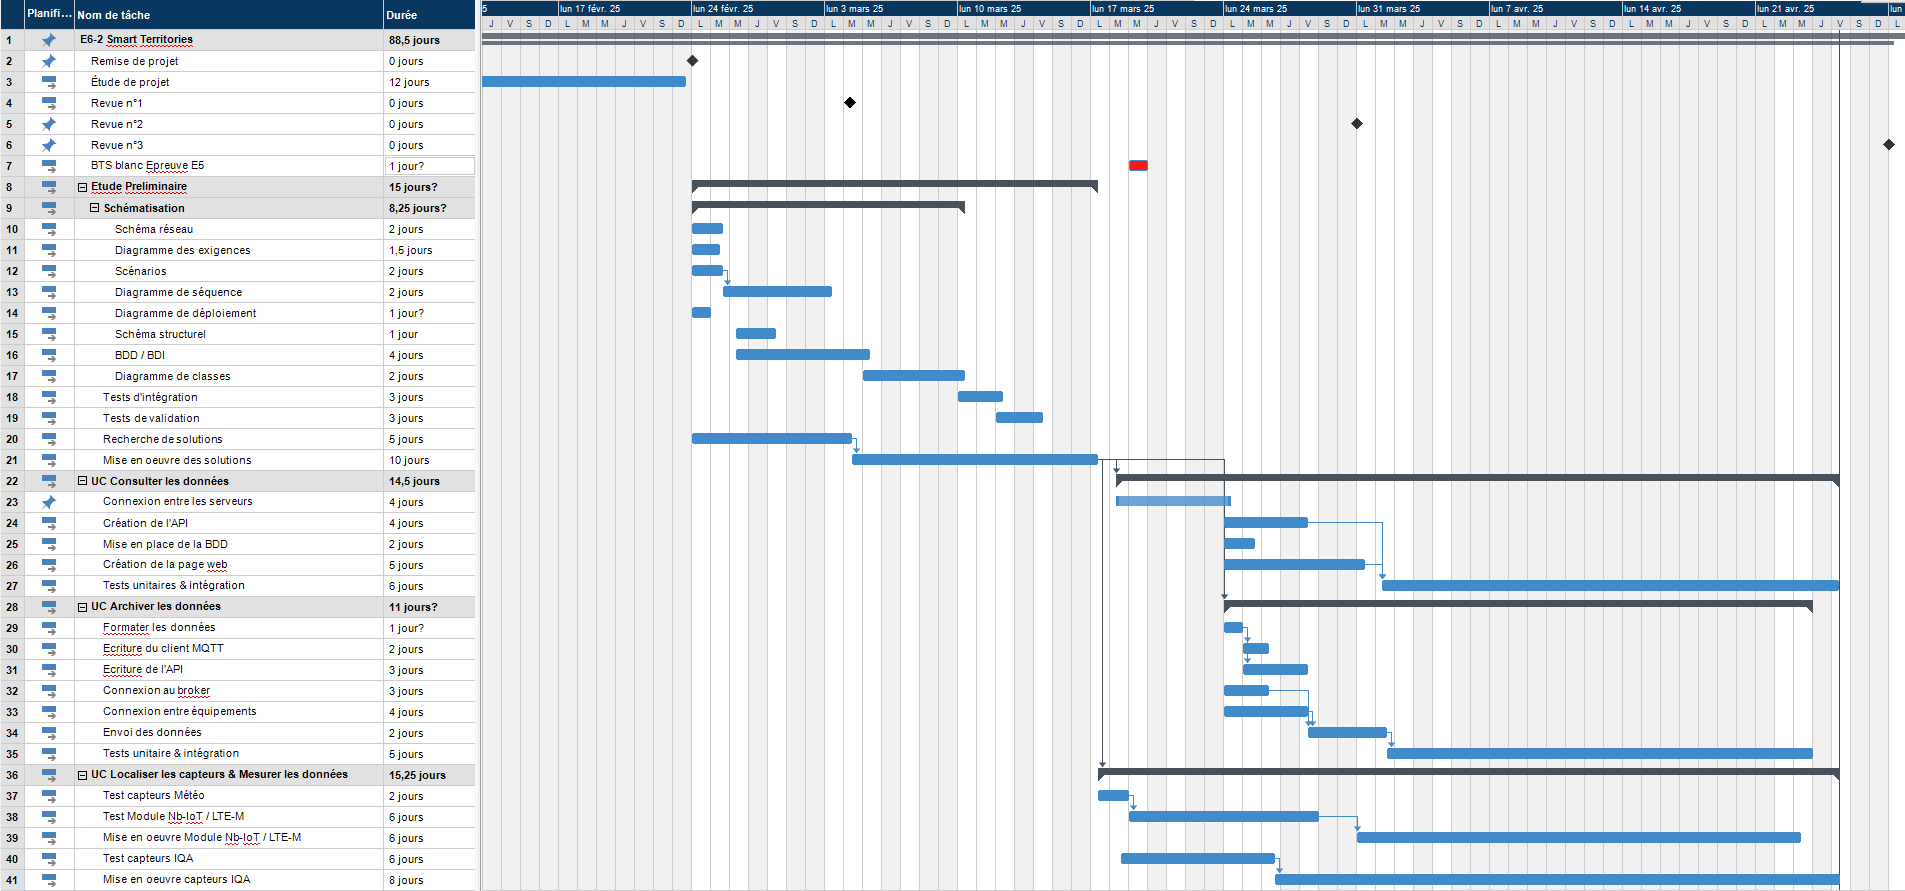 Planifi... Nom de tâche Durée
5 lun 17 févr. 25 lun 24 févr. 25 lun 3 mars 25 lun 10 mars 25 lun 17 mars 25 lun 24 mars 25 lun 31 mars 25 lun 7 avr. 25 lun 14 avr. 25 lun 21 avr. 25 lun
J V S D L M M J V S D L M M J V S D L M M J V S D L M M J V S D L M M J V S D L M M J V S D L M M J V S D L M M J V S D L M M J V S D L M M J V S D L M M J V S D L
1 E6-2 Smart Territories 88,5 jours
2 Remise de projet 0 jours
3 Étude de projet 12 jours
4 Revue n°1 0 jours
5 Revue n°2 0 jours
6 Revue n°3 0 jours
7 BTS blanc Epreuve E5 1 jour?
8 Etude Preliminaire 15 jours?
9 Schématisation 8,25 jours?
10 Schéma réseau 2 jours
11 Diagramme des exigences 1,5 jours
12 Scénarios 2 jours
13 Diagramme de séquence 2 jours
14 Diagramme de déploiement 1 jour?
15 Schéma structurel 1 jour
16 BDD / BDI 4 jours
17 Diagramme de classes 2 jours
18 Tests d'intégration 3 jours
19 Tests de validation 3 jours
20 Recherche de solutions 5 jours
21 Mise en oeuvre des solutions 10 jours
22 UC Consulter les données 14,5 jours
23 Connexion entre les serveurs 4 jours
24 Création de l'API 4 jours
25 Mise en place de la BDD 2 jours
26 Création de la page web 5 jours
27 Tests unitaires & intégration 6 jours
28 UC Archiver les données 11 jours?
29 Formater les données 1 jour?
30 Ecriture du client MQTT 2 jours
31 Ecriture de l'API 3 jours
32 Connexion au broker 3 jours
33 Connexion entre équipements 4 jours
34 Envoi des données 2 jours
35 Tests unitaire & intégration 5 jours
36 UC Localiser les capteurs & Mesurer les données 15,25 jours
37 Test capteurs Météo 2 jours
38 Test Module Nb-IoT / LTE-M 6 jours
39 Mise en oeuvre Module Nb-IoT / LTE-M 6 jours
40 Test capteurs IQA 6 jours
41 Mise en oeuvre capteurs IQA 8 jours